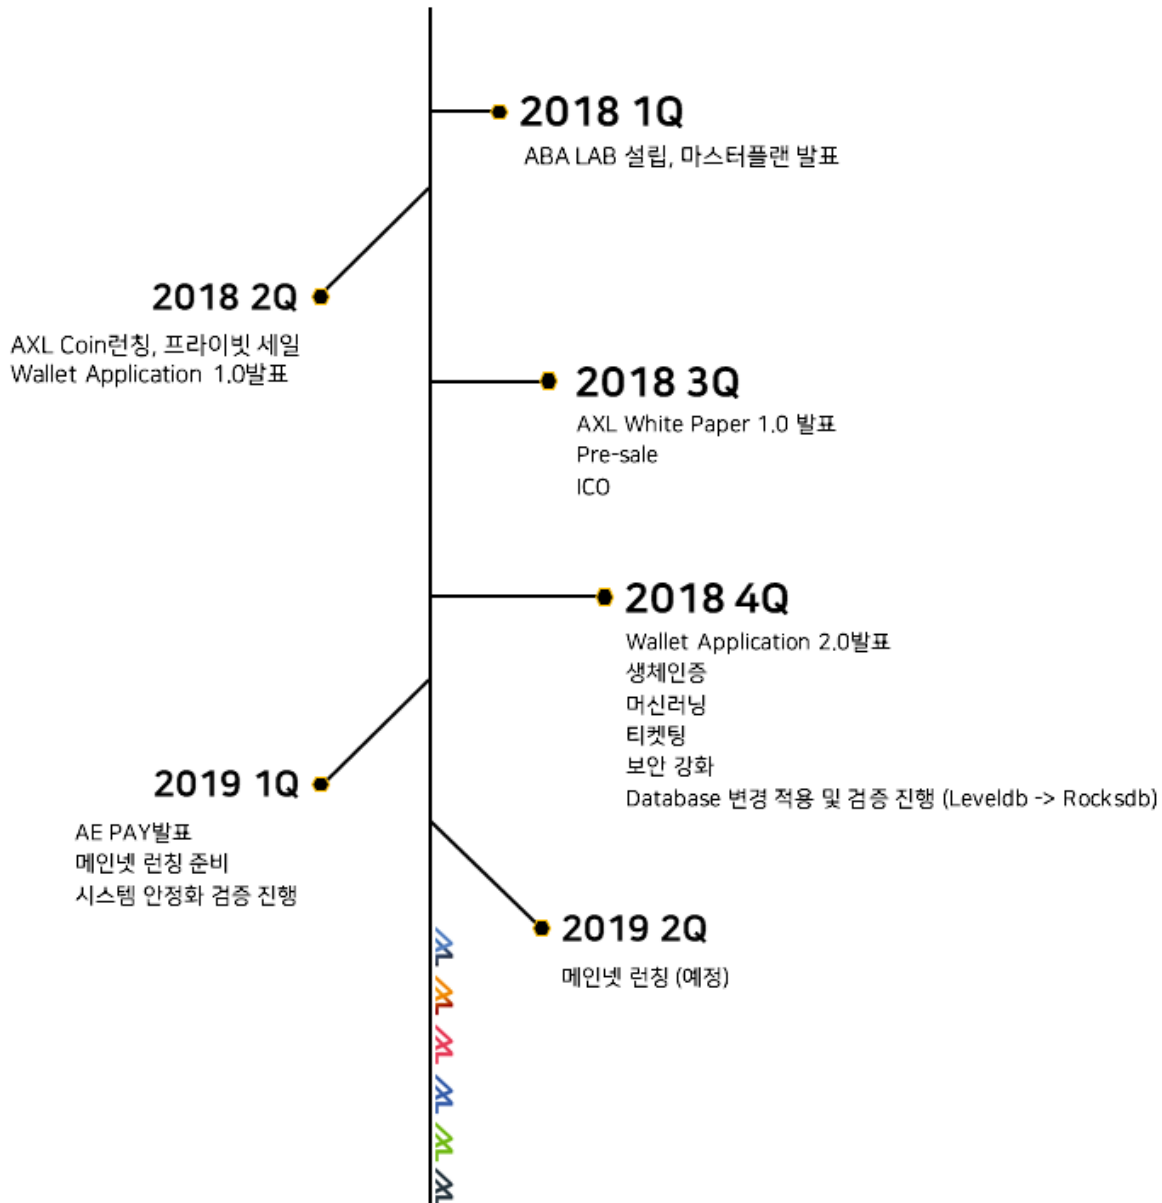 2018 1Q
ABA LAB 설립, 마스터플랜 발표
2018 2Q
AXL Coin런칭, 프라이빗 세일
Wallet Application 1.0발표
2018 3Q
AXL White Paper 1.0 발표
Pre-sale
ICO
2018 4Q
Wallet Application 2.0발표
생체인증
머신러닝
티켓팅
보안 강화
Database 변경 적용 및 검증 진행 (Leveldb -> Rocksdb)
2019 1Q
AE PAY발표
메인넷 런칭 준비
시스템 안정화 검증 진행
2019 2Q
메인넷 런칭 (예정)
AXL
AXL
AXL
AXL
AXL
AXL